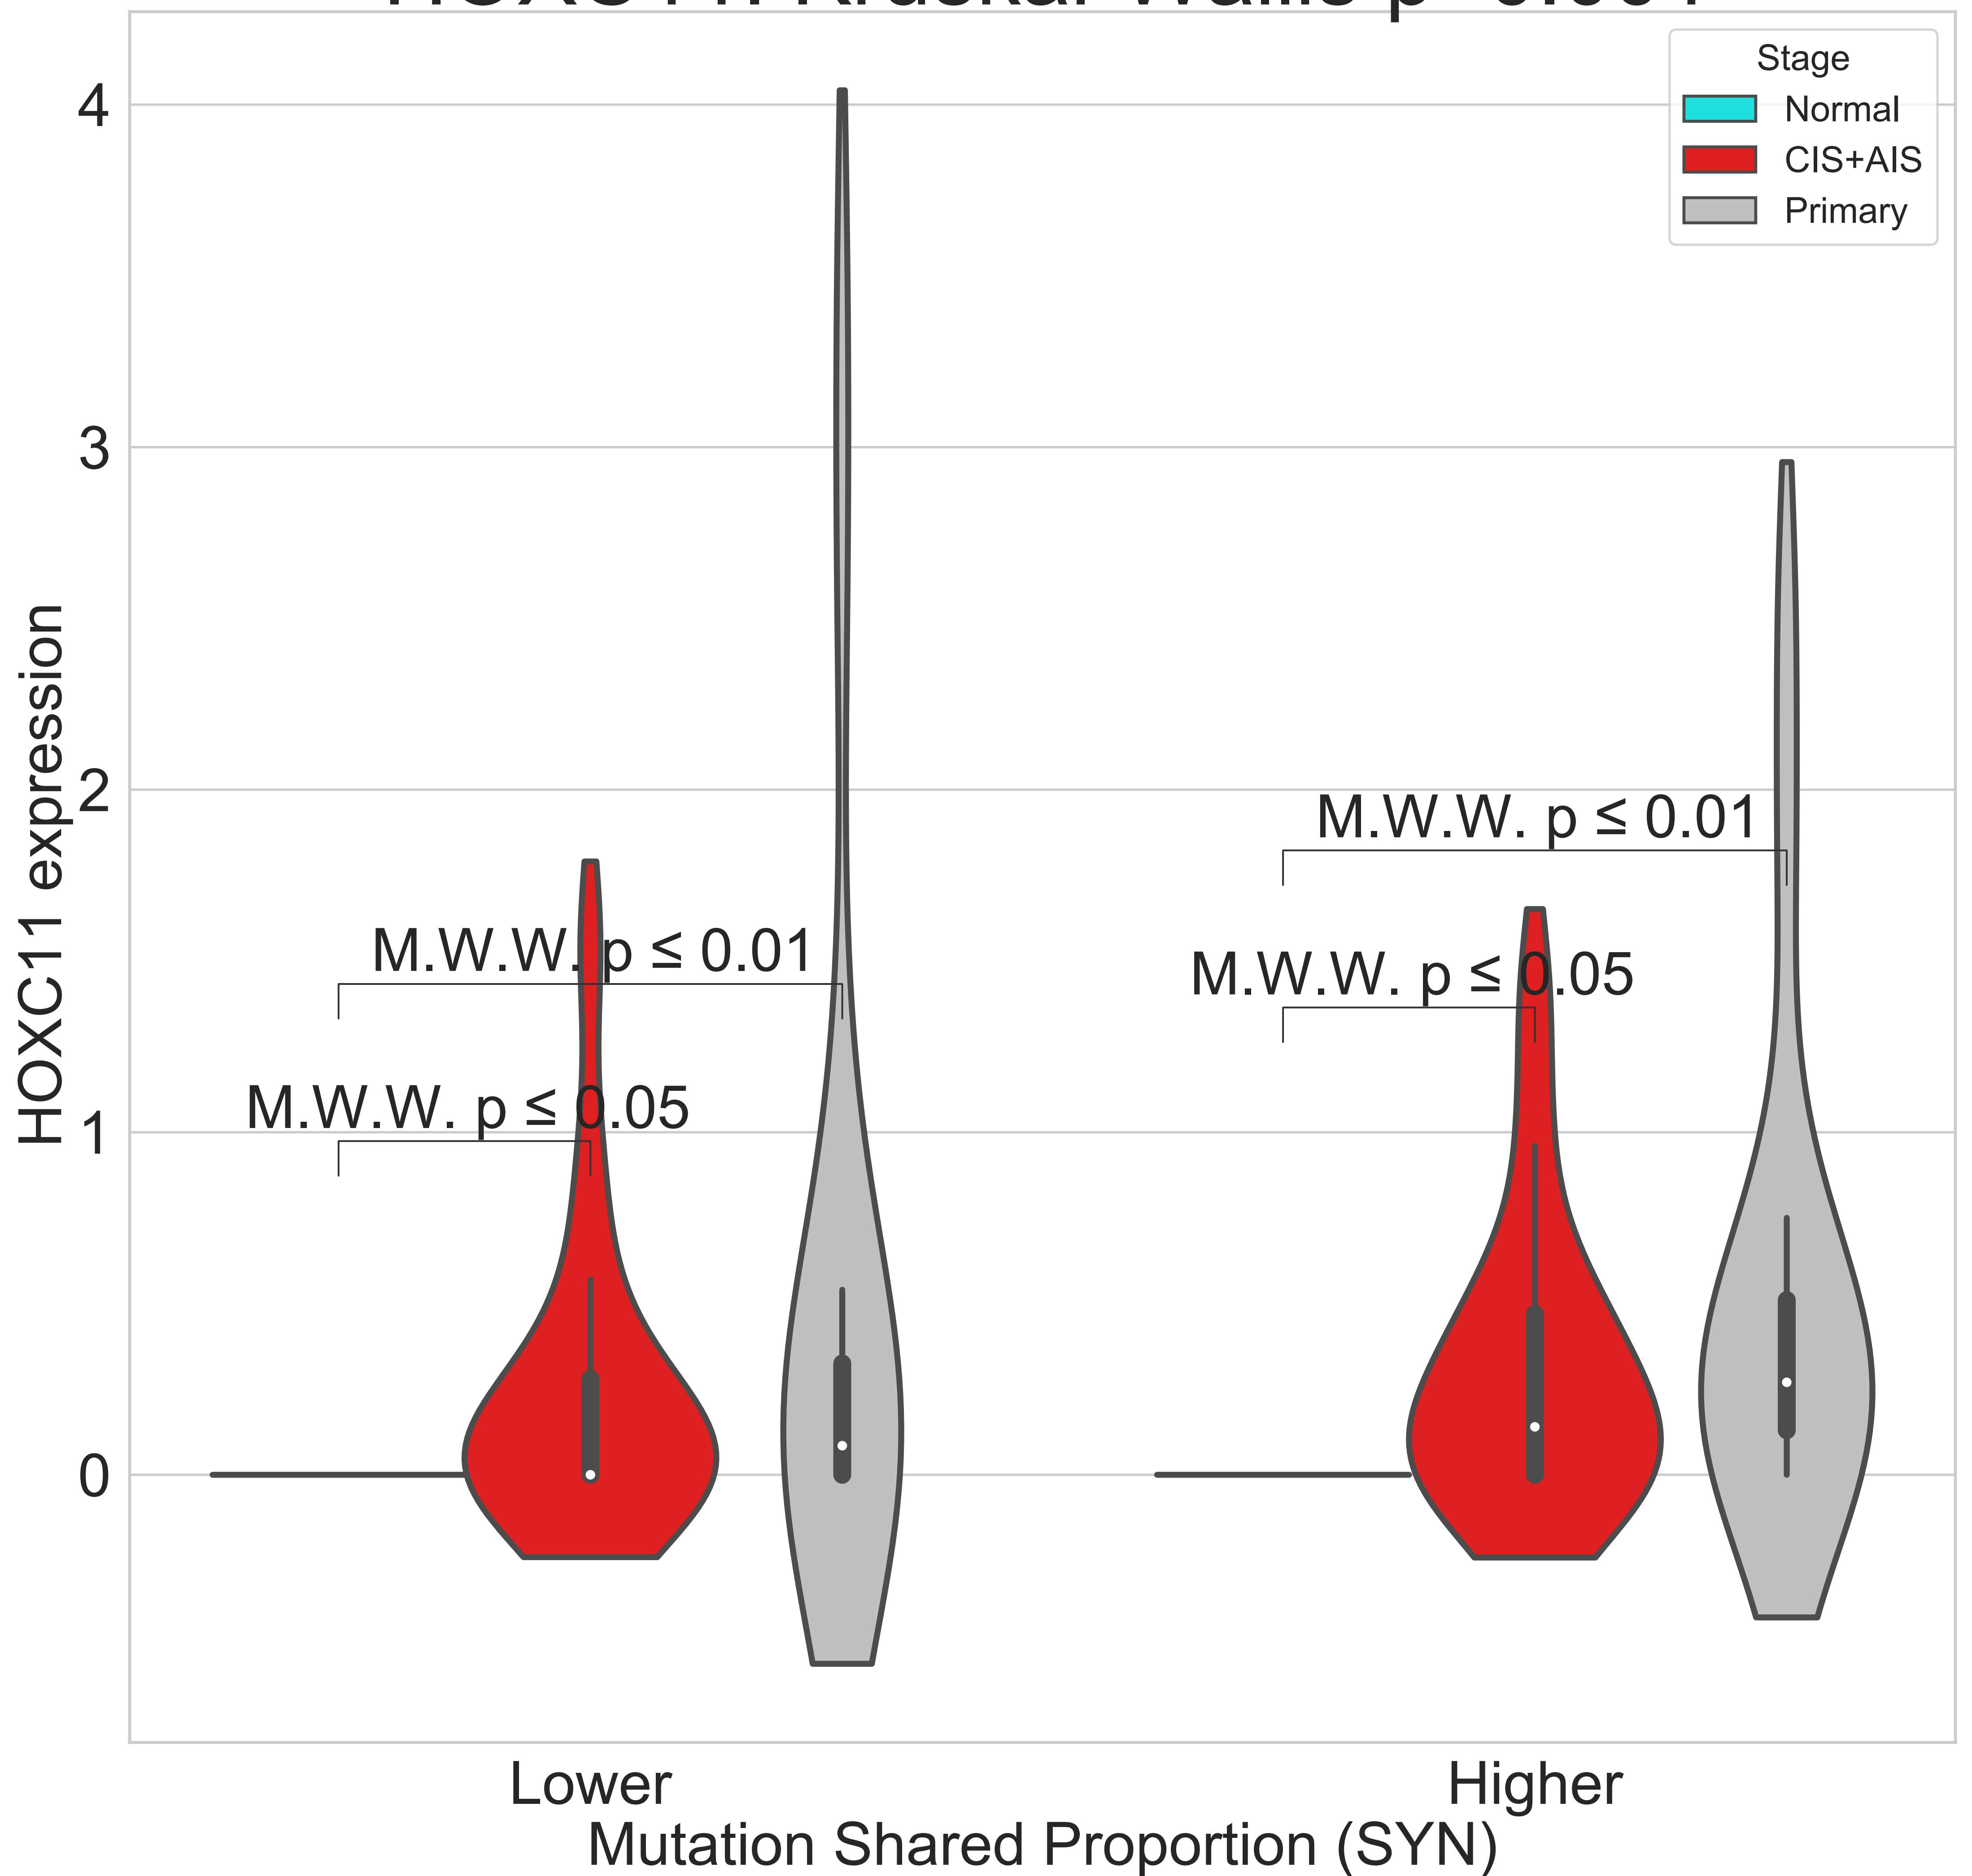 Stage
Normal
CIS+AIS
Primary
4
3
2
1
0
HOXC11 expression
M.W.W. p ≤ 0.01
M.W.W. p ≤ 0.05
M.W.W. p ≤ 0.01
M.W.W. p ≤ 0.05
Lower
Higher
Mutation Shared Proportion (SYN)